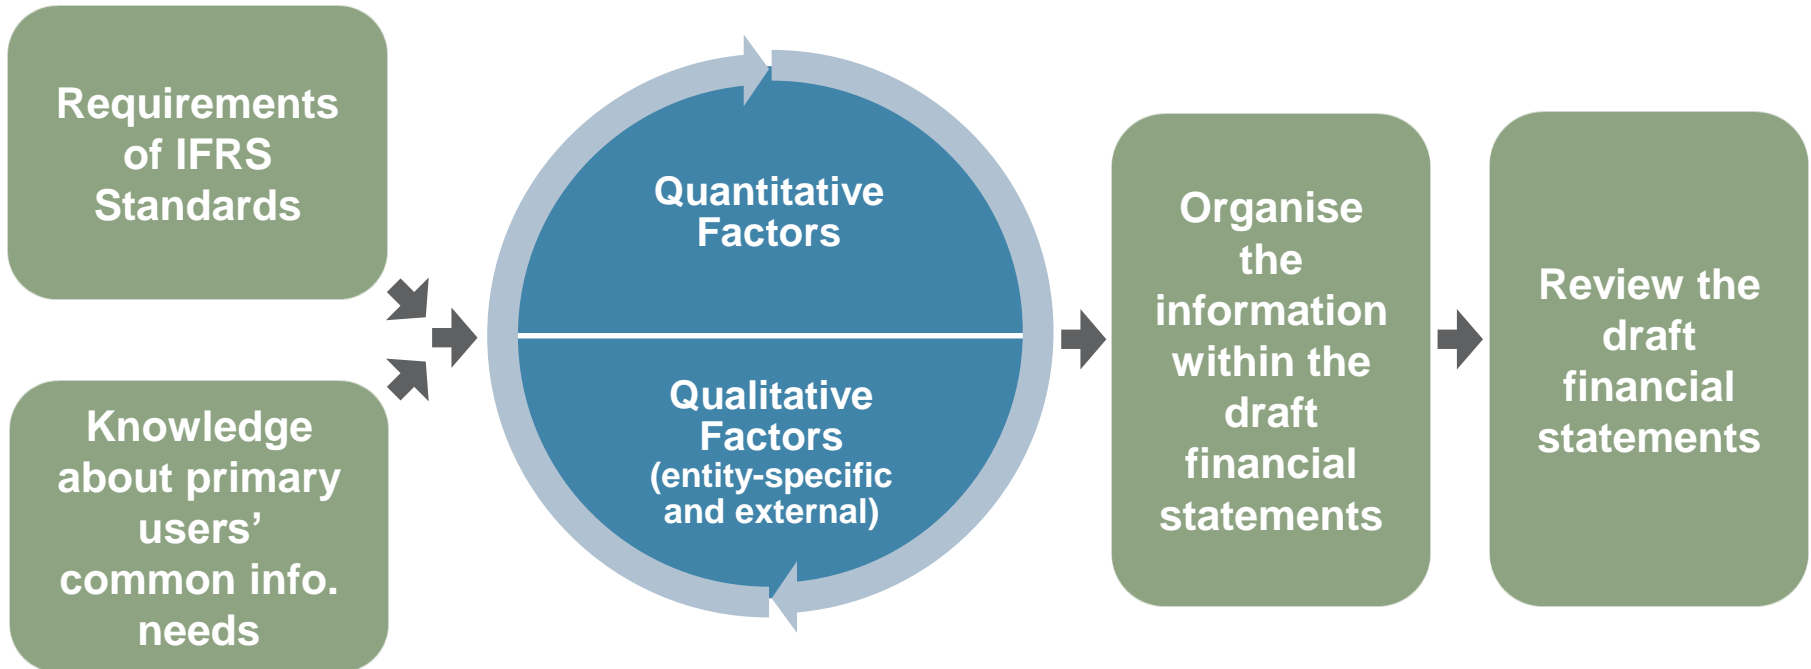 Requirements
of IFRS
Standards
Knowledge
about primary
users’
common info.
needs
Quantitative
Factors
Qualitative
Factors
(entity-specific
and external)
Organise
the
information
within the
draft
financial
statements
Review the
draft
financial
statements